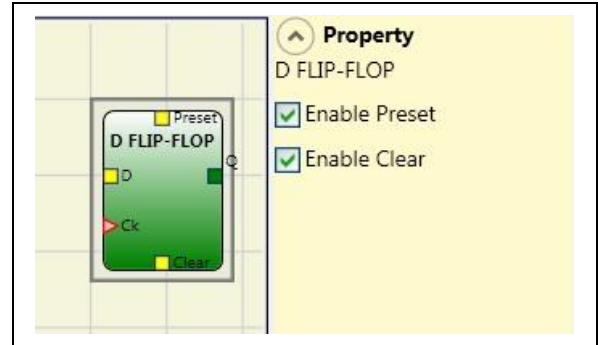 Preset
D FLIP-FLOP
Q
D
Ck
Clear
Property
D FLIP-FLOP
Enable Preset
Enable Clear